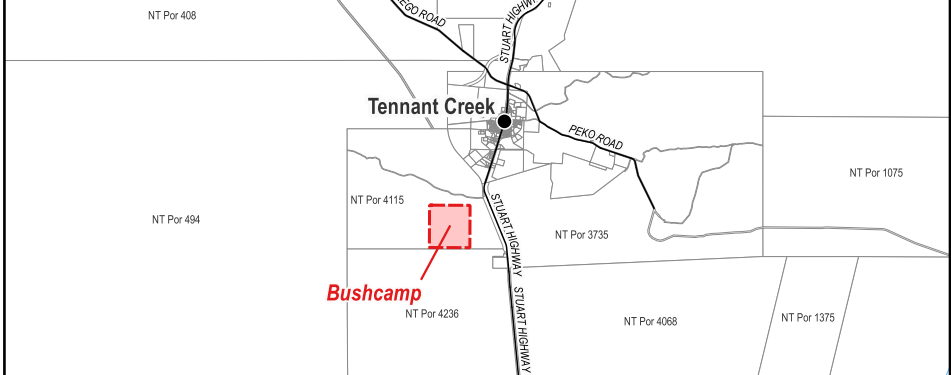 NT Por 408
EGO ROAD
STUART HIGHW
Tennant Creek
PEKO ROAD
NT Por 1075
NT Por 4115
NT Por 494
STUART HIGHWAY
NT Por 3735
Bushcamp
NT Por 4236
STUART HIGHWAY
NT Por 4068
NT Por 1375